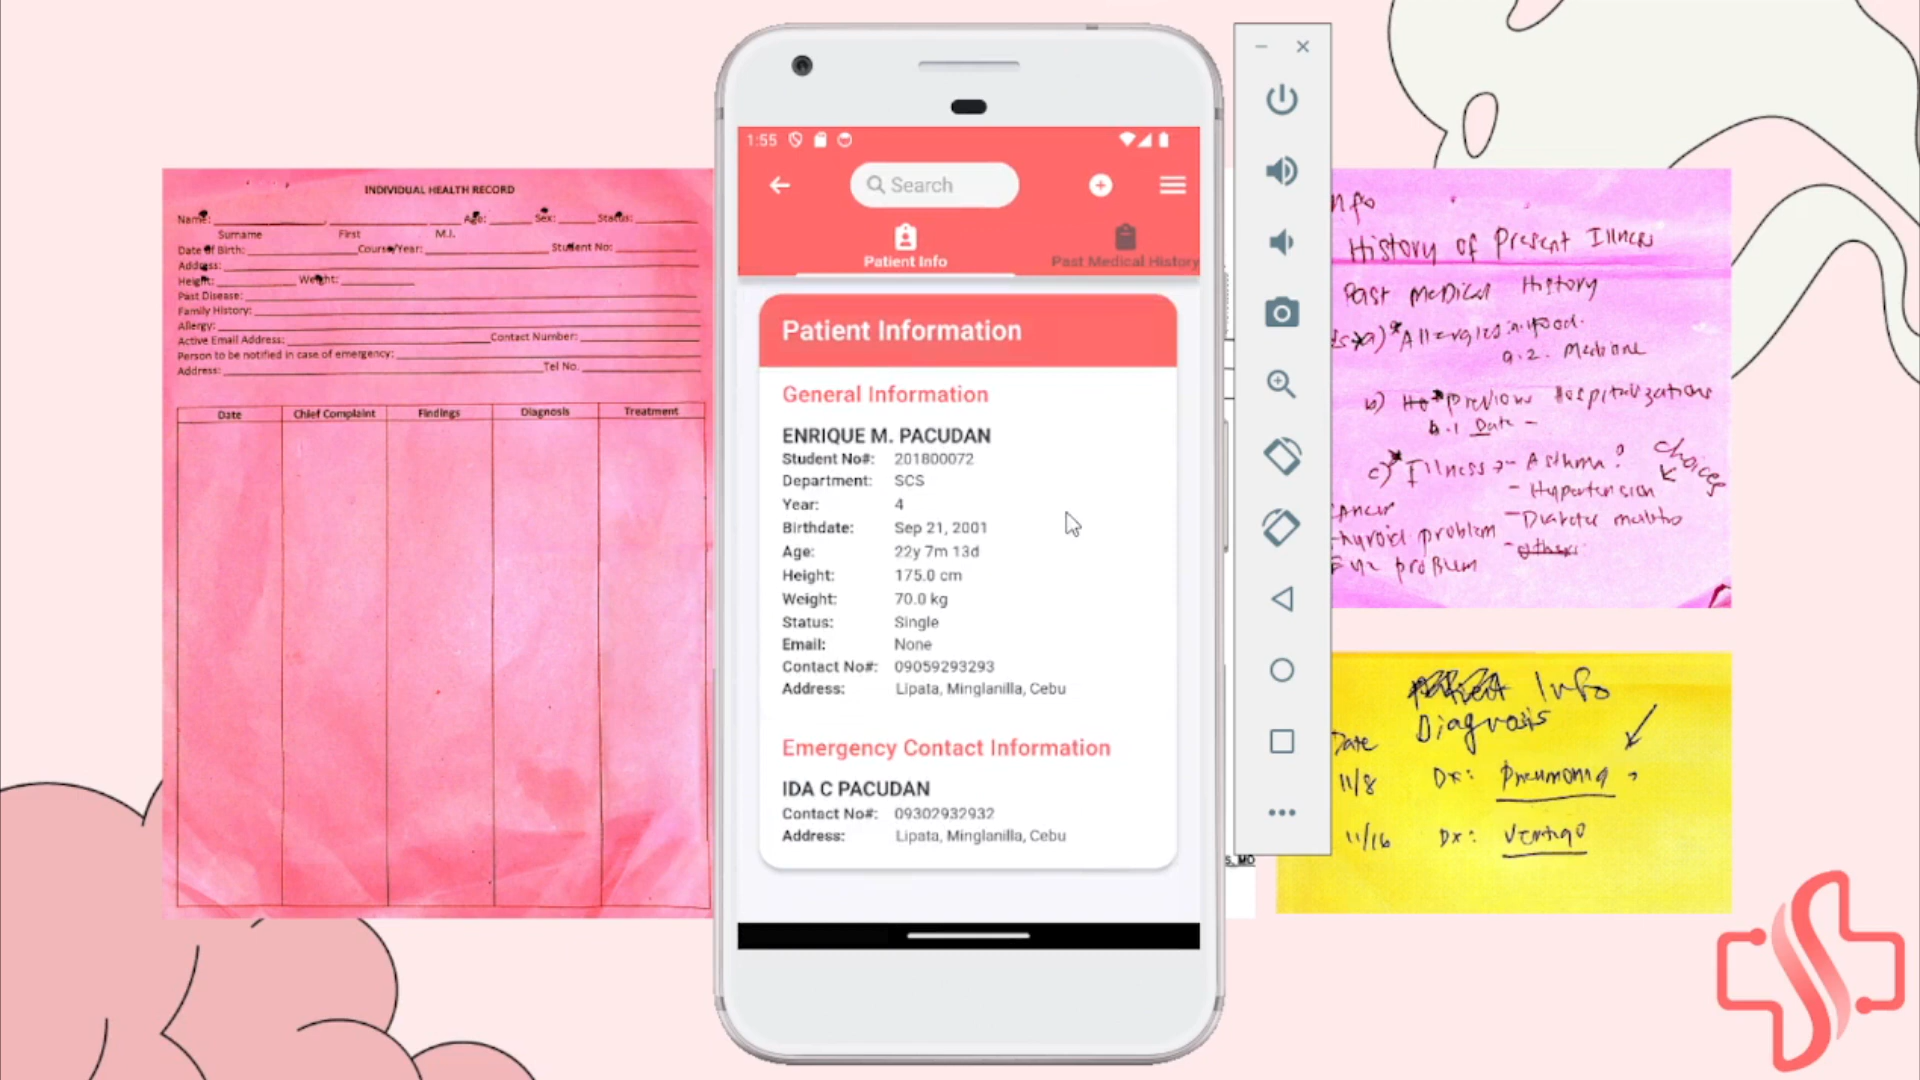 INDIVIDUAL HEALTH RECORD
Name: Age: Sex: Status:
Surname First M.I.
Date of Birth: Course/Year: Student No:
Address:
Height: Weight:
Past Disease:
Family History:
Allergy:
Active Email Address: Contact Number:
Person to be notified in case of emergency:
Address: Tel No.
Date Chief Complaint Findings Diagnosis Treatment
1:55
Search
Patient Info Past Medical History
Patient Information
General Information
ENRIQUE M. PACUDAN
Student No#: 201800072
Department: SCS
Year: 4
Birthdate: Sep 21, 2001
Age: 22y 7m 13d
Height: 175.0 cm
Weight: 70.0 kg
Status: Single
Email: None
Contact No#: 09059293293
Address: Lipata, Minglanilla, Cebu
Emergency Contact Information
IDA C PACUDAN
Contact No#: 09302932932
Address: Lipata, Minglanilla, Cebu
History of Present Illness
Past Medical History
a) Allergies
a.2. Medicine
b) previous Hospitalizations
b.1 Date -
c) Illness - Asthma ? choices
- Hypertension
thyroid problem
problem
S, MD
Patient Info
Diagnosis
Date
11/8 Dx: Pneumonia
11/16 Dx: Vertigo